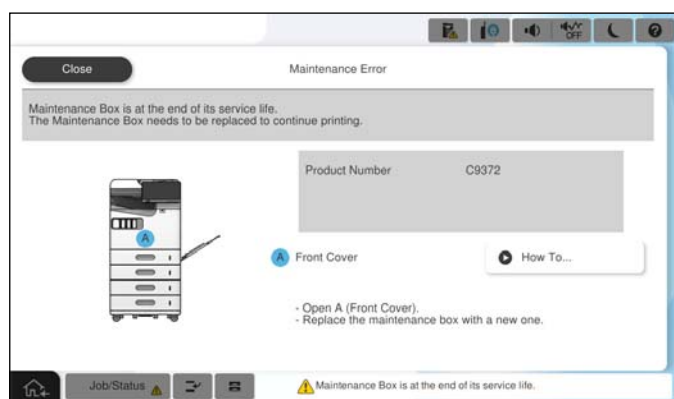 OFF
Close
Maintenance Error
Maintenance Box is at the end of its service life.
The Maintenance Box needs to be replaced to continue printing.
Product Number C9372
A
A Front Cover
How To...
- Open A (Front Cover).
- Replace the maintenance box with a new one.
Job/Status
Maintenance Box is at the end of its service life.